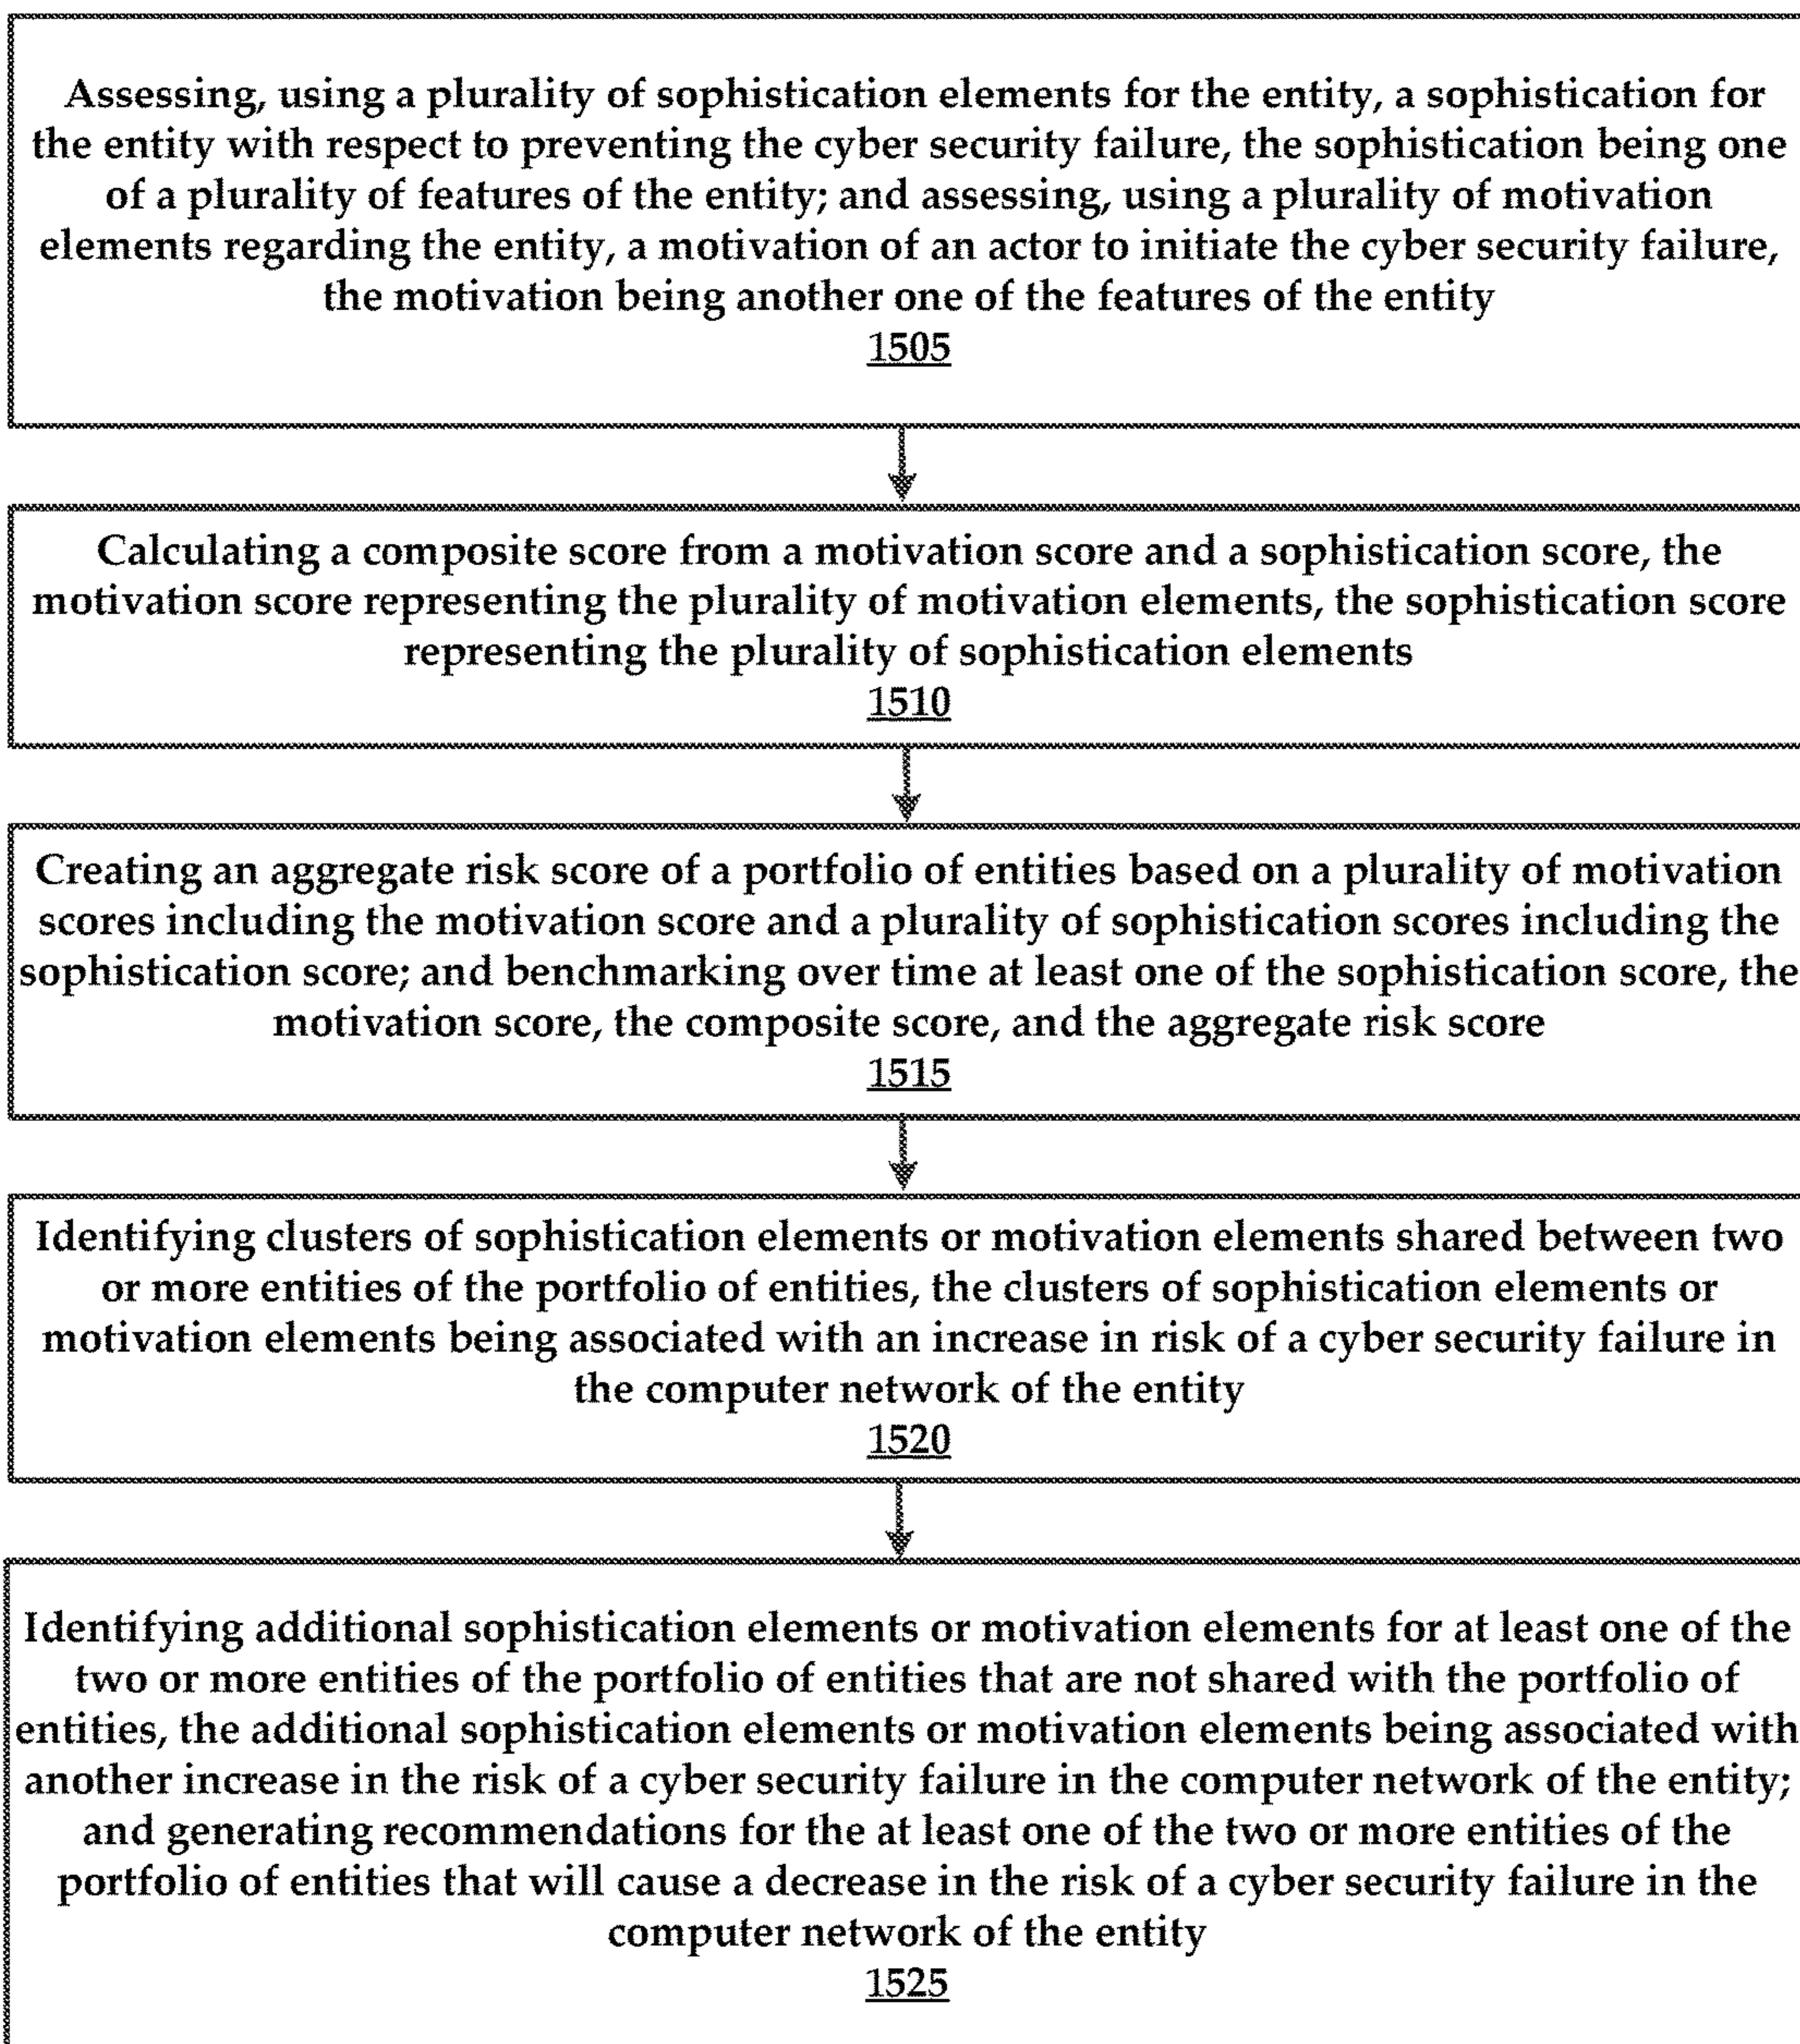 Assessing, using a plurality of sophistication elements for the entity, a sophistication for
the entity with respect to preventing the cyber security failure, the sophistication being one
of a plurality of features of the entity; and assessing, using a plurality of motivation
elements regarding the entity, a motivation of an actor to initiate the cyber security failure,
the motivation being another one of the features of the entity
1505
Calculating a composite score from a motivation score and a sophistication score, the
motivation score representing the plurality of motivation elements, the sophistication score
representing the plurality of sophistication elements
1510
Creating an aggregate risk score of a portfolio of entities based on a plurality of motivation
scores including the motivation score and a plurality of sophistication scores including the
sophistication score; and benchmarking over time at least one of the sophistication score, the
motivation score, the composite score, and the aggregate risk score
1515
Identifying clusters of sophistication elements or motivation elements shared between two
or more entities of the portfolio of entities, the clusters of sophistication elements or
motivation elements being associated with an increase in risk of a cyber security failure in
the computer network of the entity
1520
Identifying additional sophistication elements or motivation elements for at least one of the
two or more entities of the portfolio of entities that are not shared with the portfolio of
entities, the additional sophistication elements or motivation elements being associated with
another increase in the risk of a cyber security failure in the computer network of the entity;
and generating recommendations for the at least one of the two or more entities of the
portfolio of entities that will cause a decrease in the risk of a cyber security failure in the
computer network of the entity
1525